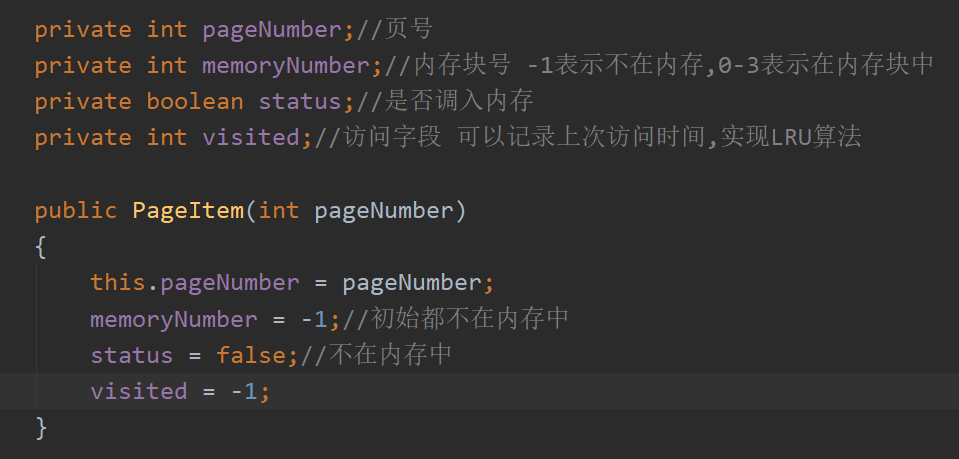 private int pageNumber;//页号
private int memoryNumber;//内存块号 -1表示不在内存,0-3表示在内存块中
private boolean status;//是否调入内存
private int visited;//访问字段 可以记录上次访问时间,实现LRU算法
public PageItem(int pageNumber)
{
this.pageNumber = pageNumber;
memoryNumber = -1;//初始都不在内存中
status = false;//不在内存中
visited = -1;
}